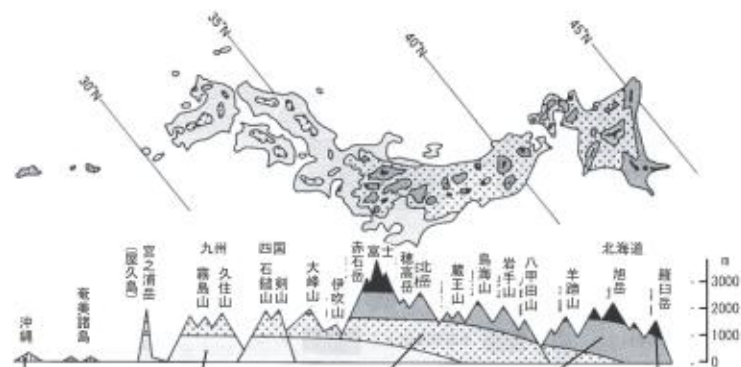 30°N
35°N
40°N
45°N
沖縄
奄美諸島
宮之浦岳
(屋久島)
九州
霧島山
久住山
四国
石鎚山
剣山
大峰山
伊吹山
赤石岳
富士
穂高岳
北岳
蔵王山
鳥海山
岩手山
八甲田山
北海道
羊蹄山
旭岳
羅臼岳
m
3000
2000
1000
0